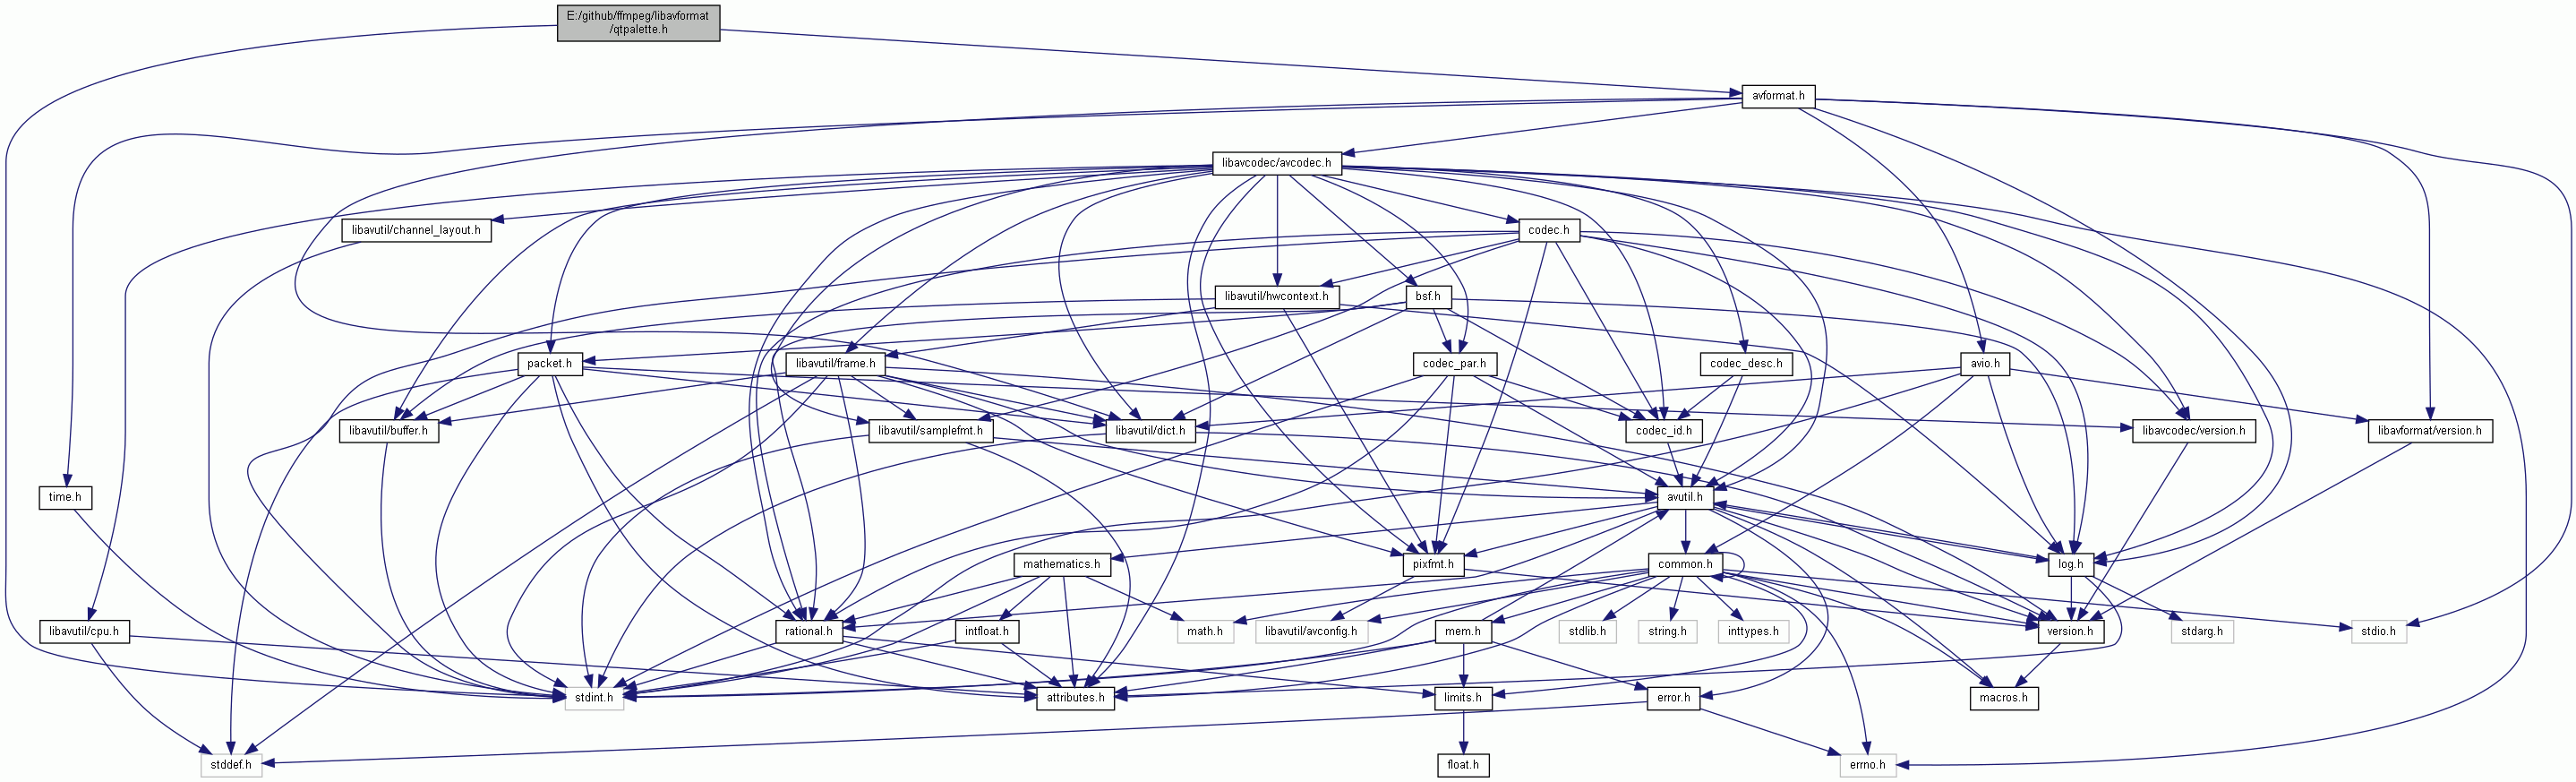 E:/github/ffmpeg/libavformat
/qtpalette.h
avformat.h
libavcodec/avcodec.h
libavutil/channel_layout.h
codec.h
libavutil/hwcontext.h
bsf.h
packet.h
libavutil/frame.h
codec_par.h
codec_desc.h
avio.h
libavutil/buffer.h
libavutil/samplefmt.h
libavutil/dict.h
codec_id.h
libavcodec/version.h
libavformat/version.h
time.h
avutil.h
mathematics.h
pixfmt.h
common.h
log.h
libavutil/cpu.h
rational.h
intfloat.h
math.h
libavutil/avconfig.h
mem.h
stdlib.h
string.h
inttypes.h
version.h
stdarg.h
stdio.h
stdint.h
attributes.h
limits.h
error.h
macros.h
stddef.h
float.h
errno.h